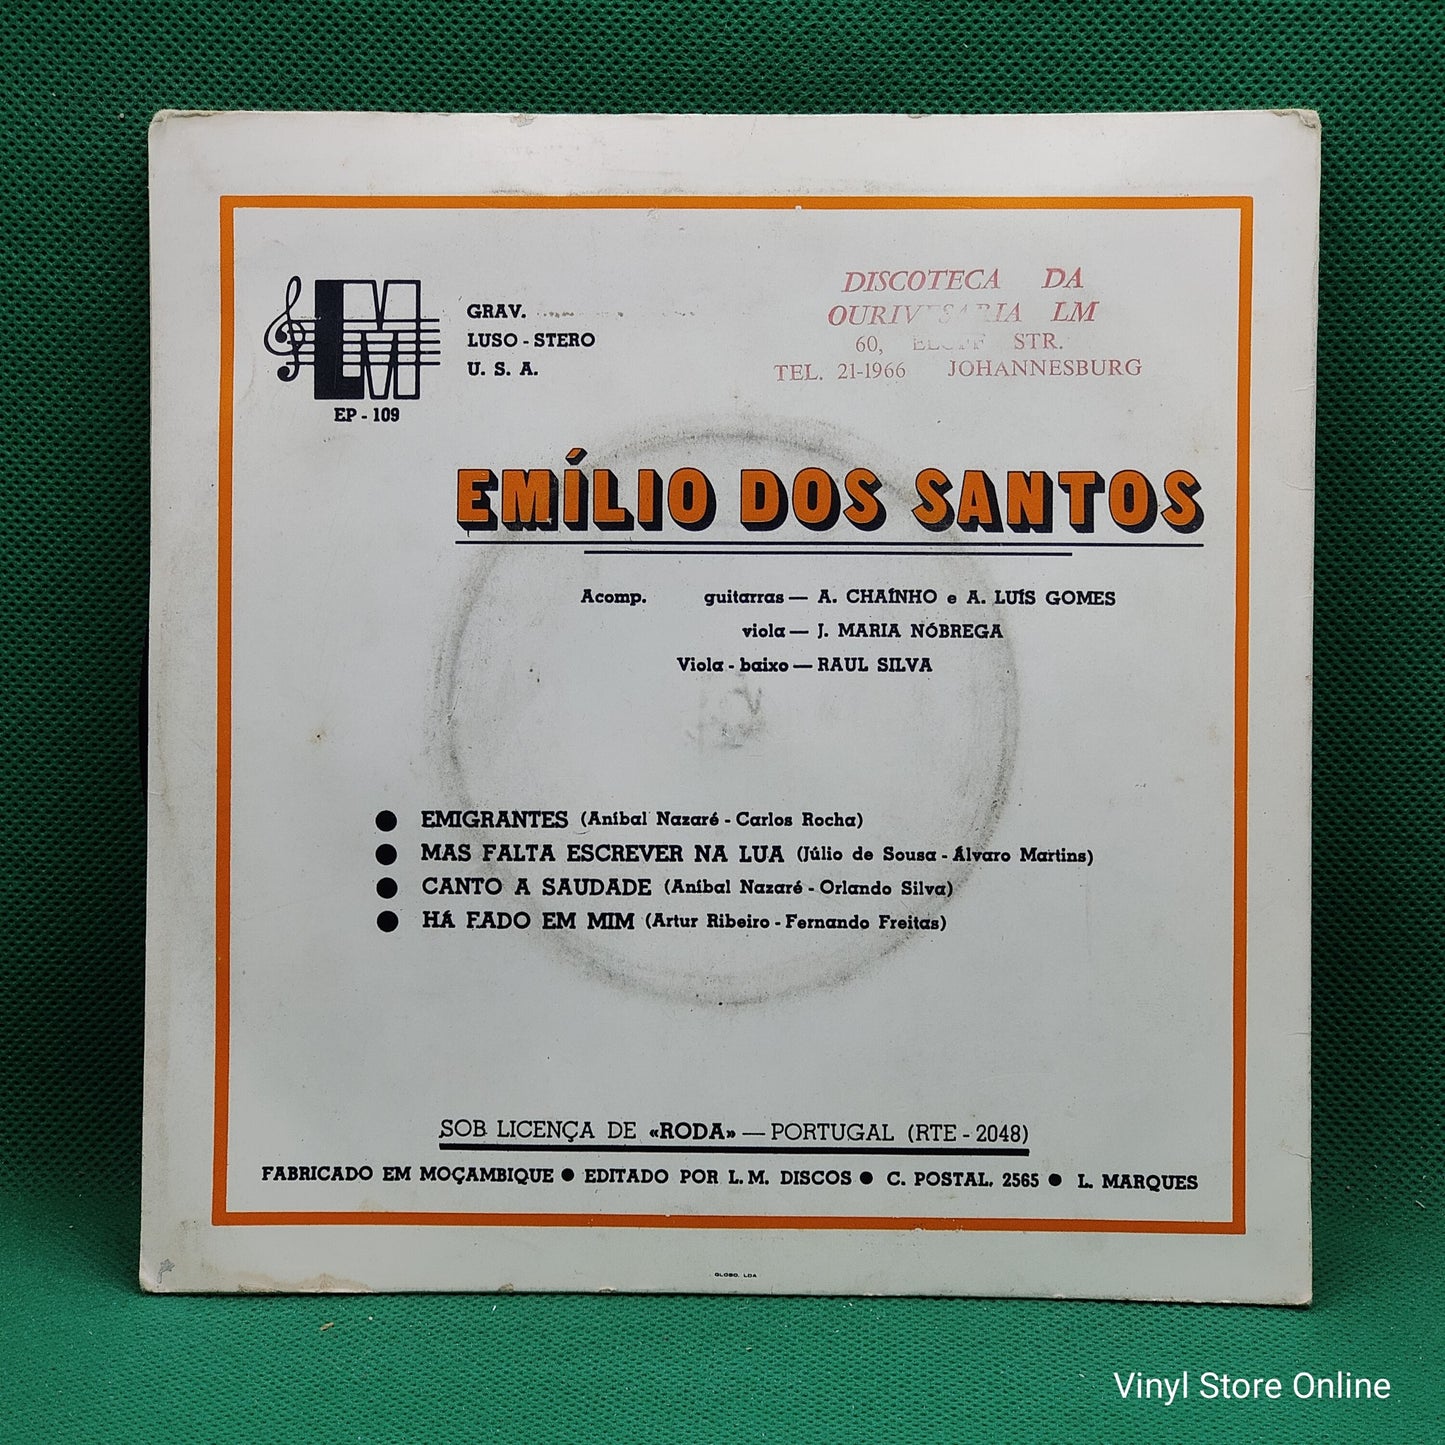 LM
GRAV.
LUSO - STERO
U. S. A.
EP - 109
DISCOTECA DA
OURIVESARIA LM
60, STR.
TEL. 21-1966 JOHANNESBURG
EMÍLIO DOS SANTOS
Acomp. guitarras — A. CHAÍNHO e A. LUÍS GOMES
viola — J. MARIA NÓBREGA
Viola - baixo — RAUL SILVA
● EMIGRANTES (Aníbal Nazaré - Carlos Rocha)
● MAS FALTA ESCREVER NA LUA (Júlio de Sousa - Álvaro Martins)
● CANTO A SAUDADE (Aníbal Nazaré - Orlando Silva)
● HÁ FADO EM MIM (Artur Ribeiro - Fernando Freitas)
SOB LICENÇA DE «RODA» — PORTUGAL (RTE - 2048)
FABRICADO EM MOÇAMBIQUE ● EDITADO POR L. M. DISCOS ● C. POSTAL. 2565 ● L. MARQUES
GLOBO, LDA
Vinyl Store Online